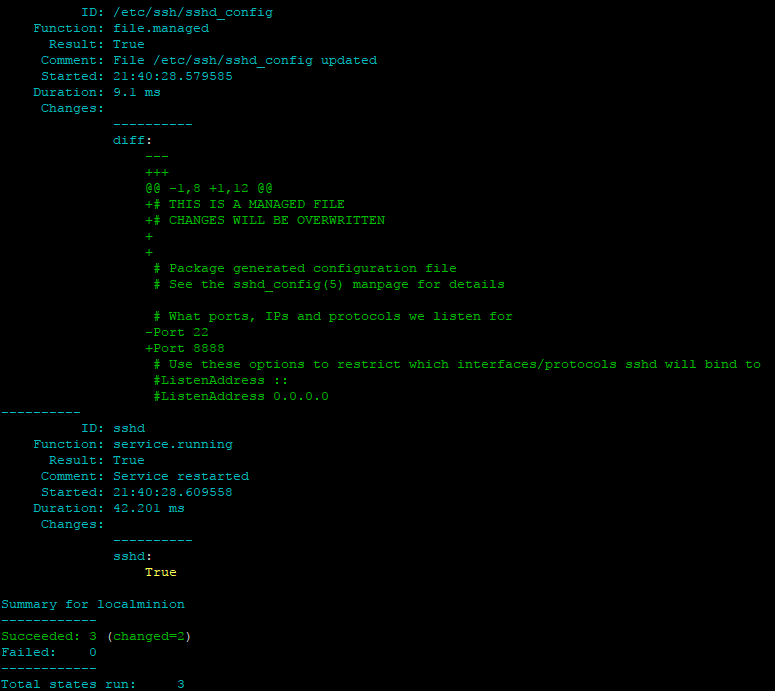 ID: /etc/ssh/sshd_config
    Function: file.managed
      Result: True
     Comment: File /etc/ssh/sshd_config updated
     Started: 21:40:28.579585
    Duration: 9.1 ms
     Changes:
              ----------
              diff:
                  ---
                  +++
                  @@ -1,8 +1,12 @@
                  +# THIS IS A MANAGED FILE
                  +# CHANGES WILL BE OVERWRITTEN
                  +
                  +
                   # Package generated configuration file
                   # See the sshd_config(5) manpage for details

                   # What ports, IPs and protocols we listen for
                  -Port 22
                  +Port 8888
                   # Use these options to restrict which interfaces/protocols sshd will bind to
                   #ListenAddress ::
                   #ListenAddress 0.0.0.0
----------
          ID: sshd
    Function: service.running
      Result: True
     Comment: Service restarted
     Started: 21:40:28.609558
    Duration: 42.201 ms
     Changes:
              ----------
              sshd:
                  True

Summary for localminion
------------
Succeeded: 3 (changed=2)
Failed:    0
------------
Total states run:     3